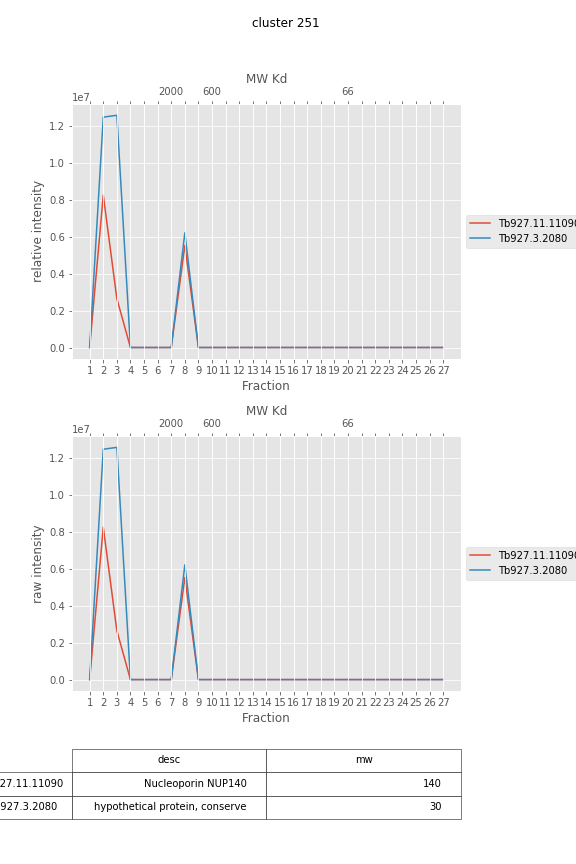 cluster 251
MW Kd
2000 600 66
1e7
1.2
1.0
0.8
0.6
0.4
0.2
0.0
relative intensity
Tb927.11.11090
Tb927.3.2080
1 2 3 4 5 6 7 8 9 10 11 12 13 14 15 16 17 18 19 20 21 22 23 24 25 26 27
Fraction
MW Kd
2000 600 66
1e7
1.2
1.0
0.8
0.6
0.4
0.2
0.0
raw intensity
Tb927.11.11090
Tb927.3.2080
1 2 3 4 5 6 7 8 9 10 11 12 13 14 15 16 17 18 19 20 21 22 23 24 25 26 27
Fraction
desc mw
27.11.11090 Nucleoporin NUP140 140
927.3.2080 hypothetical protein, conserve 30